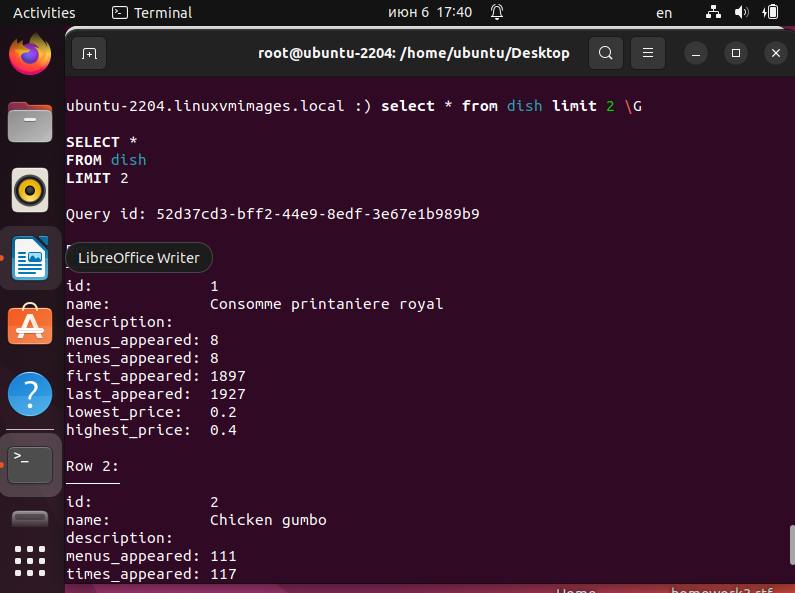 Activities Terminal июн 6 17:40 en
root@ubuntu-2204: /home/ubuntu/Desktop
ubuntu-2204.linuxvmimages.local :) select * from dish limit 2 \G
SELECT *
FROM dish
LIMIT 2
Query id: 52d37cd3-bff2-44e9-8edf-3e67e1b989b9
LibreOffice Writer
id: 1
name: Consomme printaniere royal
description:
menus_appeared: 8
times_appeared: 8
first_appeared: 1897
last_appeared: 1927
lowest_price: 0.2
highest_price: 0.4
Row 2:
id: 2
name: Chicken gumbo
description:
menus_appeared: 111
times_appeared: 117
Home homework3.rtf